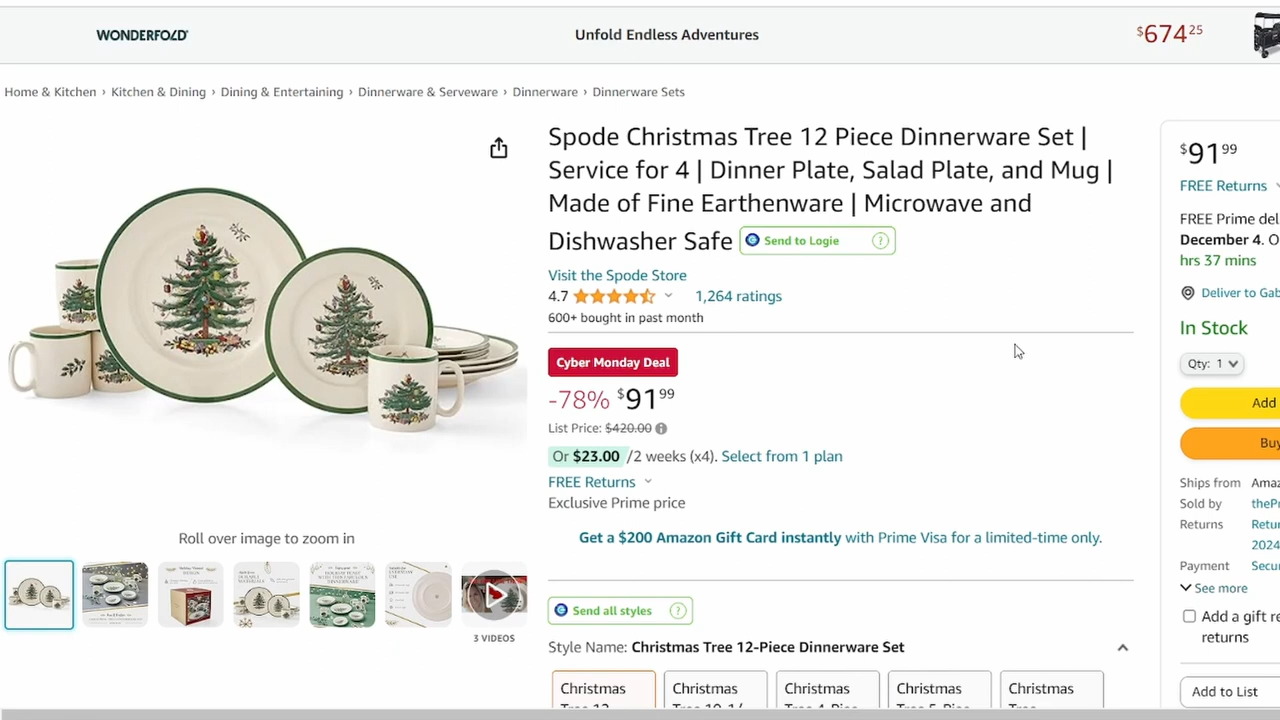 WONDERFOLD
Unfold Endless Adventures
$674.25
Home & Kitchen › Kitchen & Dining › Dining & Entertaining › Dinnerware & Serveware › Dinnerware › Dinnerware Sets
Spode Christmas Tree 12 Piece Dinnerware Set |
Service for 4 | Dinner Plate, Salad Plate, and Mug |
Made of Fine Earthenware | Microwave and
Dishwasher Safe
Send to Logie ?
Visit the Spode Store
4.7
1,264 ratings
600+ bought in past month
Cyber Monday Deal
-78% $91.99
List Price: $420.00
Or $23.00 /2 weeks (x4). Select from 1 plan
FREE Returns
Exclusive Prime price
Get a $200 Amazon Gift Card instantly with Prime Visa for a limited-time only.
Send all styles ?
Style Name: Christmas Tree 12-Piece Dinnerware Set
Christmas
Christmas
Christmas
Christmas
Christmas
Roll over image to zoom in
3 VIDEOS
$91.99
FREE Returns
FREE Prime del
December 4. O
hrs 37 mins
Deliver to Gab
In Stock
Qty: 1
Add
Buy
Ships from Amaz
Sold by thePr
Returns Retur
2024
Payment Secur
See more
Add a gift re
returns
Add to List